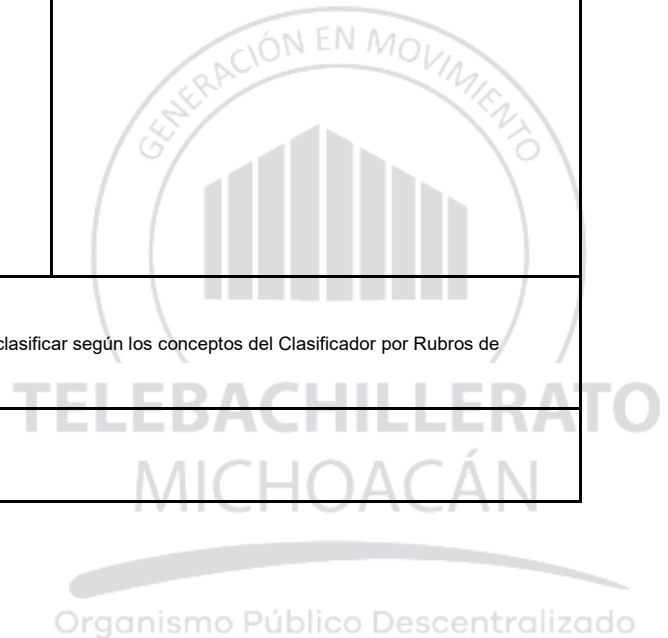 GENERACIÓN EN MOVIMIENTO
clasificar según los conceptos del Clasificador por Rubros de
TELEBACHILLERATO
MICHOACÁN
Organismo Público Descentralizado